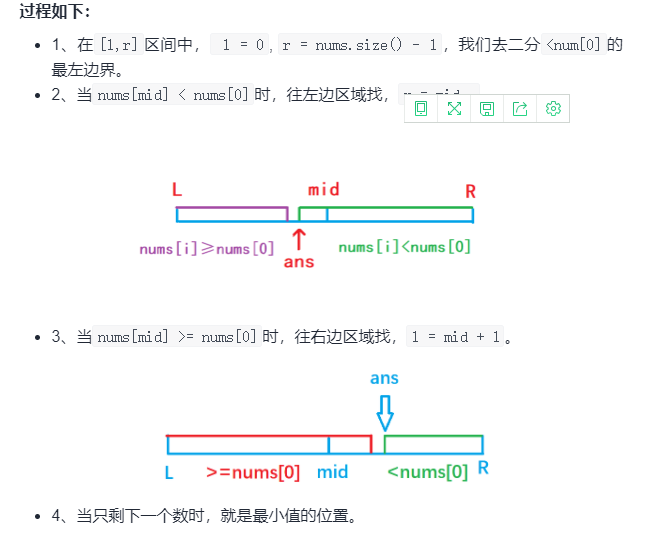 过程如下：
1、在 [l,r] 区间中， l = 0 , r = nums.size() - 1 ，我们去二分 <num[0] 的
最左边界。
2、当 nums[mid] < nums[0] 时，往左边区域找，
L mid R
nums[i]≥nums[0] ans nums[i]<nums[0]
3、当 nums[mid] >= nums[0] 时，往右边区域找， l = mid + 1 。
ans
L >=nums[0] mid <nums[0] R
4、当只剩下一个数时，就是最小值的位置。